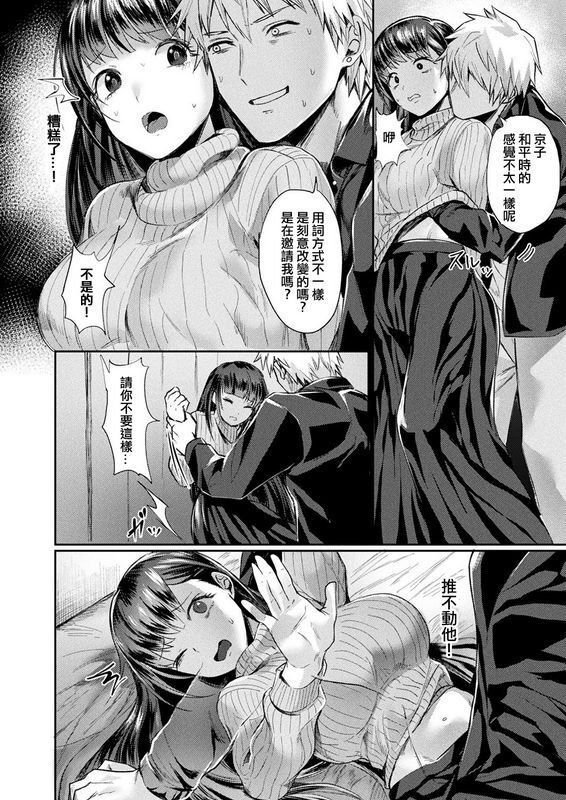 京子
和平時的
感覺不太一樣呢
咿
ズルッ
用詞方式不一樣
是刻意改變的嗎？
是在邀請我嗎？
糟糕了…！
不是的！
請你不要這樣…
ガッ
推不動他！